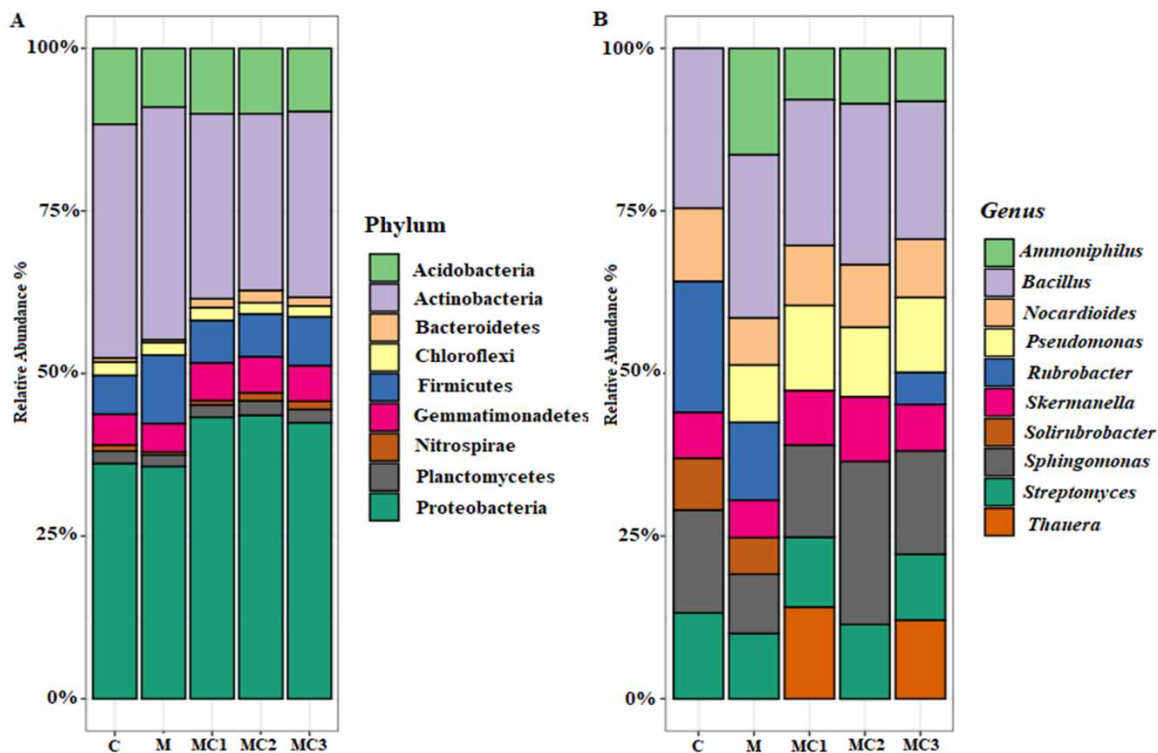 A
100%
75%
50%
25%
0%
Relative Abundance %
C M MC1 MC2 MC3
Phylum
Acidobacteria
Actinobacteria
Bacteroidetes
Chloroflexi
Firmicutes
Gemmatimonadetes
Nitrospirae
Planctomycetes
Proteobacteria
B
100%
75%
50%
25%
0%
Relative Abundance %
C M MC1 MC2 MC3
Genus
Ammoniphilus
Bacillus
Nocardioides
Pseudomonas
Rubrobacter
Skermanella
Solirubrobacter
Sphingomonas
Streptomyces
Thauera